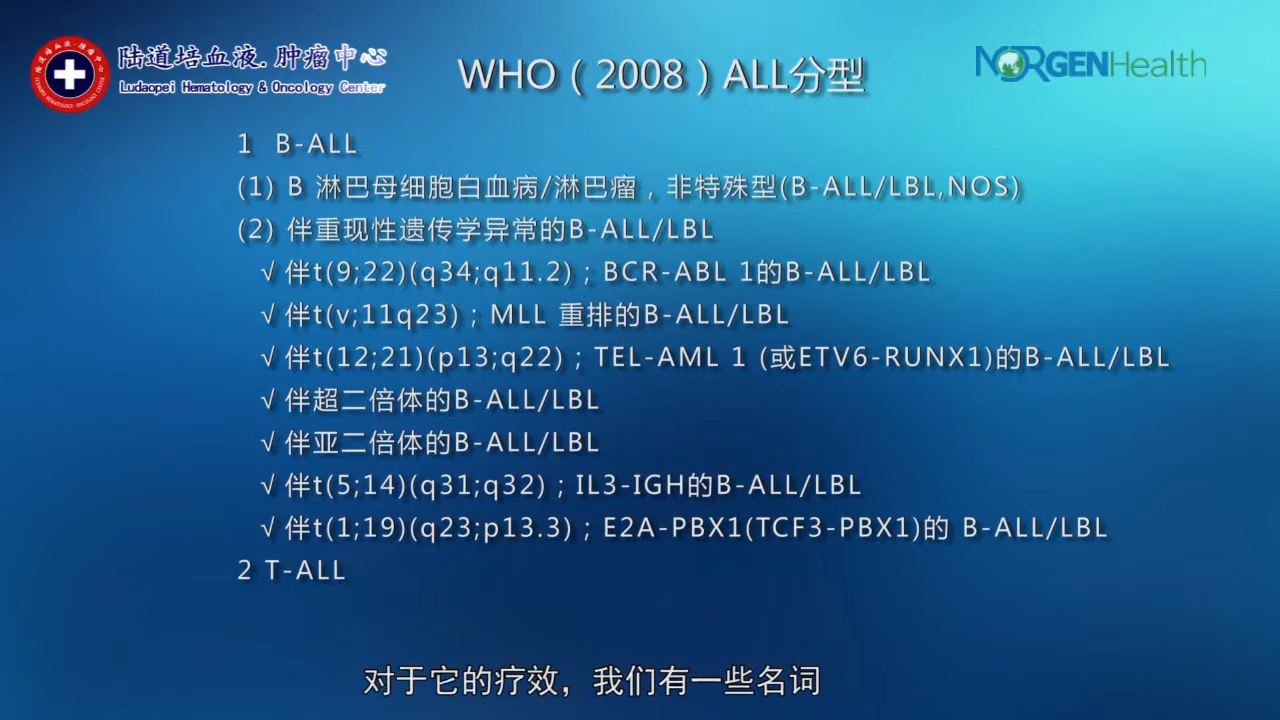 陆道培血液.肿瘤中心
Ludaopei Hematology & Oncology Center
WHO（2008）ALL分型
NORGENHealth
1 B-ALL
(1) B 淋巴母细胞白血病/淋巴瘤，非特殊型(B-ALL/LBL,NOS)
(2) 伴重现性遗传学异常的B-ALL/LBL
√ 伴t(9;22)(q34;q11.2)；BCR-ABL 1的B-ALL/LBL
√ 伴t(v;11q23)；MLL 重排的B-ALL/LBL
√ 伴t(12;21)(p13;q22)；TEL-AML 1 (或ETV6-RUNX1)的B-ALL/LBL
√ 伴超二倍体的B-ALL/LBL
√ 伴亚二倍体的B-ALL/LBL
√ 伴t(5;14)(q31;q32)；IL3-IGH的B-ALL/LBL
√ 伴t(1;19)(q23;p13.3)；E2A-PBX1(TCF3-PBX1)的 B-ALL/LBL
2 T-ALL
对于它的疗效，我们有一些名词